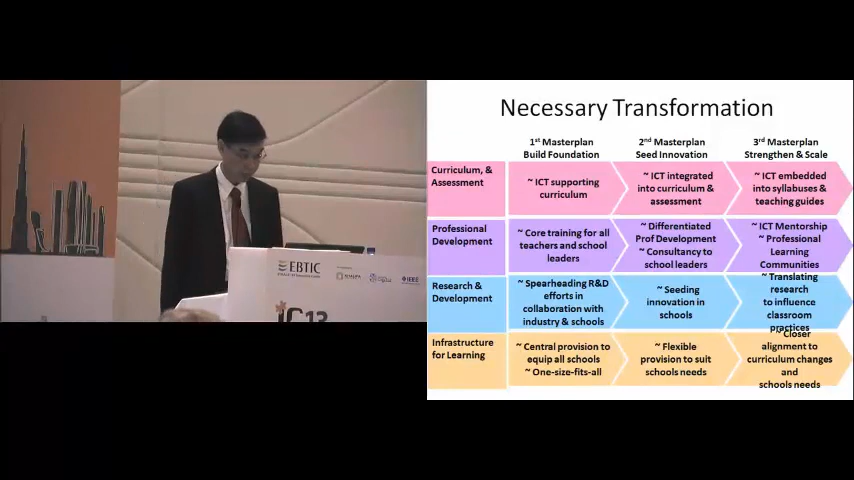 EBTIC
IEEE
iC13
Necessary Transformation
1st Masterplan
Build Foundation
2nd Masterplan
Seed Innovation
3rd Masterplan
Strengthen & Scale
Curriculum, &
Assessment
~ ICT supporting
curriculum
~ ICT integrated
into curriculum &
assessment
~ ICT embedded
into syllabuses &
teaching guides
Professional
Development
~ Core training for all
teachers and school
leaders
~ Differentiated
Prof Development
~ Consultancy to
school leaders
~ ICT Mentorship
~ Professional
Learning
Communities
Research &
Development
~ Spearheading R&D
efforts in
collaboration with
industry & schools
~ Seeding
innovation in
schools
~ Translating
research
to influence
classroom
practices
Infrastructure
for Learning
~ Central provision to
equip all schools
~ One-size-fits-all
~ Flexible
provision to suit
schools needs
~ Closer
alignment to
curriculum changes
and
schools needs